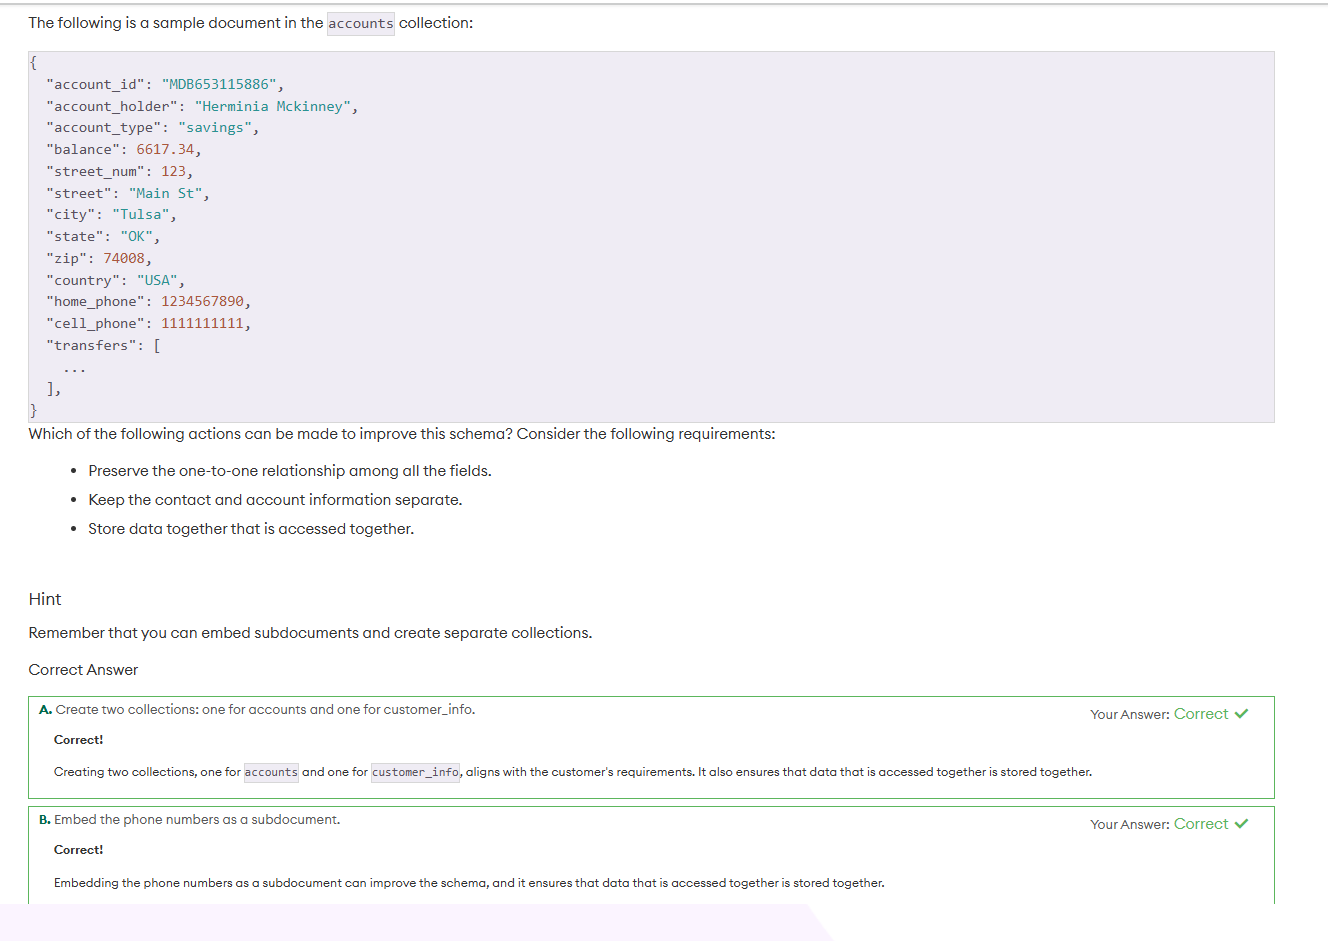 The following is a sample document in the accounts collection:
{
  "account_id": "MDB653115886",
  "account_holder": "Herminia Mckinney",
  "account_type": "savings",
  "balance": 6617.34,
  "street_num": 123,
  "street": "Main St",
  "city": "Tulsa",
  "state": "OK",
  "zip": 74008,
  "country": "USA",
  "home_phone": 1234567890,
  "cell_phone": 1111111111,
  "transfers": [
    ...
  ],
}
Which of the following actions can be made to improve this schema? Consider the following requirements:
• Preserve the one-to-one relationship among all the fields.
• Keep the contact and account information separate.
• Store data together that is accessed together.
Hint
Remember that you can embed subdocuments and create separate collections.
Correct Answer
A. Create two collections: one for accounts and one for customer_info.
Your Answer: Correct ✓
Correct!
Creating two collections, one for accounts and one for customer_info, aligns with the customer's requirements. It also ensures that data that is accessed together is stored together.
B. Embed the phone numbers as a subdocument.
Your Answer: Correct ✓
Correct!
Embedding the phone numbers as a subdocument can improve the schema, and it ensures that data that is accessed together is stored together.